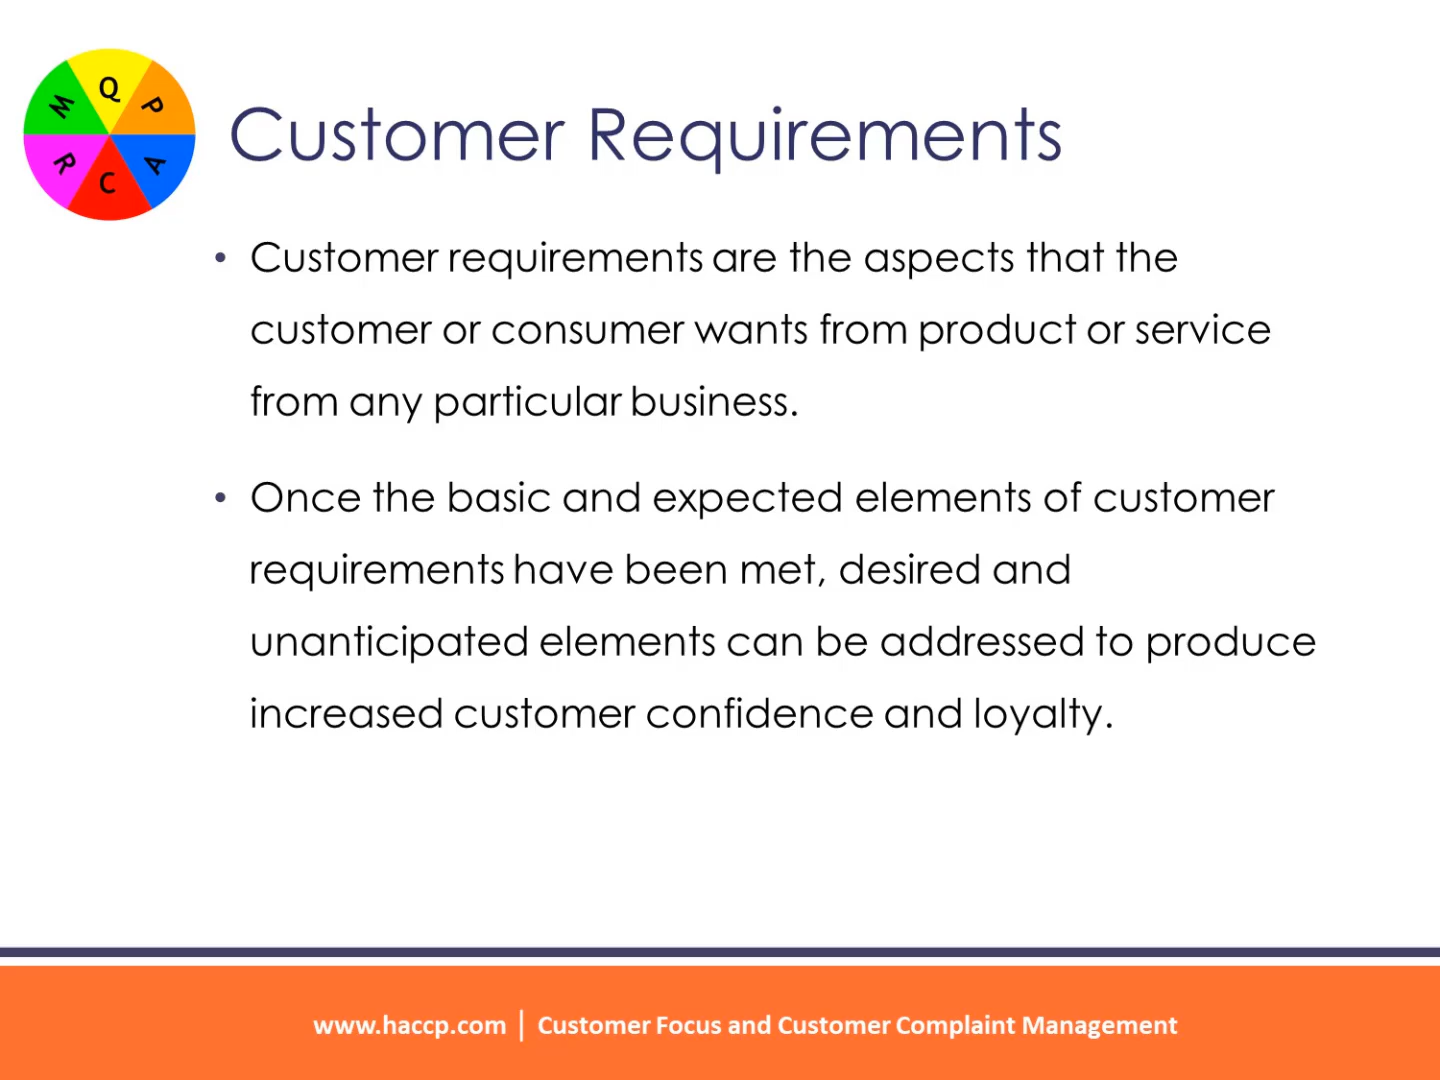 Q
P
A
C
R
M
Customer Requirements
• Customer requirements are the aspects that the
customer or consumer wants from product or service
from any particular business.
• Once the basic and expected elements of customer
requirements have been met, desired and
unanticipated elements can be addressed to produce
increased customer confidence and loyalty.
www.haccp.com | Customer Focus and Customer Complaint Management